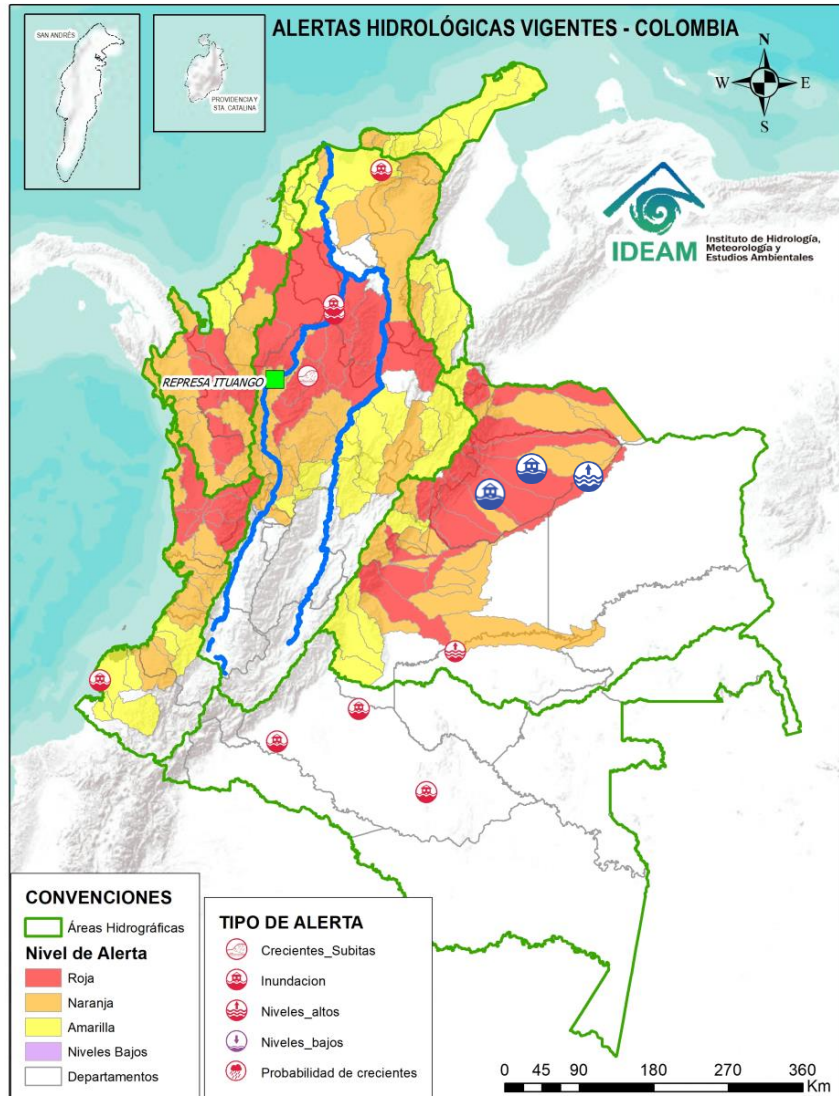 ALERTAS HIDROLÓGICAS VIGENTES - COLOMBIA
SAN ANDRÉS
PROVIDENCIA Y
STA. CATALINA
N
W
E
S
IDEAM
Instituto de Hidrología,
Meteorología y
Estudios Ambientales
REPRESA ITUANGO
CONVENCIONES
Áreas Hidrográficas
Nivel de Alerta
Roja
Naranja
Amarilla
Niveles Bajos
Departamentos
TIPO DE ALERTA
Crecientes_Subitas
Inundacion
Niveles_altos
Niveles_bajos
Probabilidad de crecientes
0 45 90 180 270 360
Km